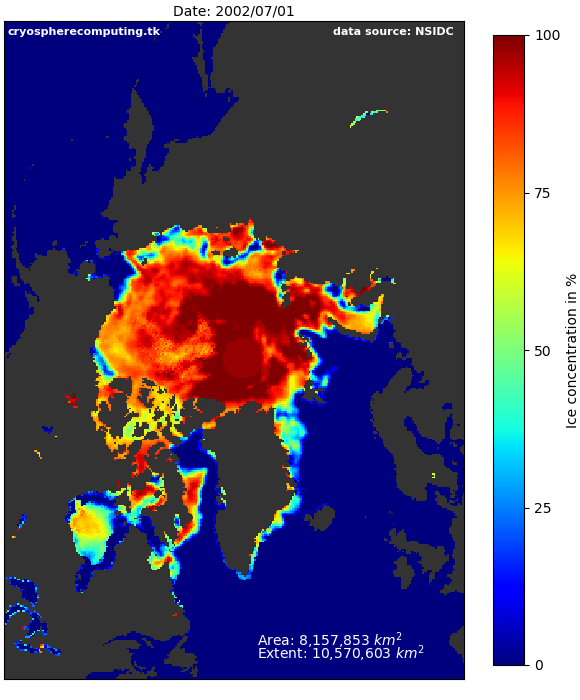 Date: 2002/07/01
cryospherecomputing.tk data source: NSIDC
100
75
50
25
0
Ice concentration in %
Area: 8,157,853 km²
Extent: 10,570,603 km²